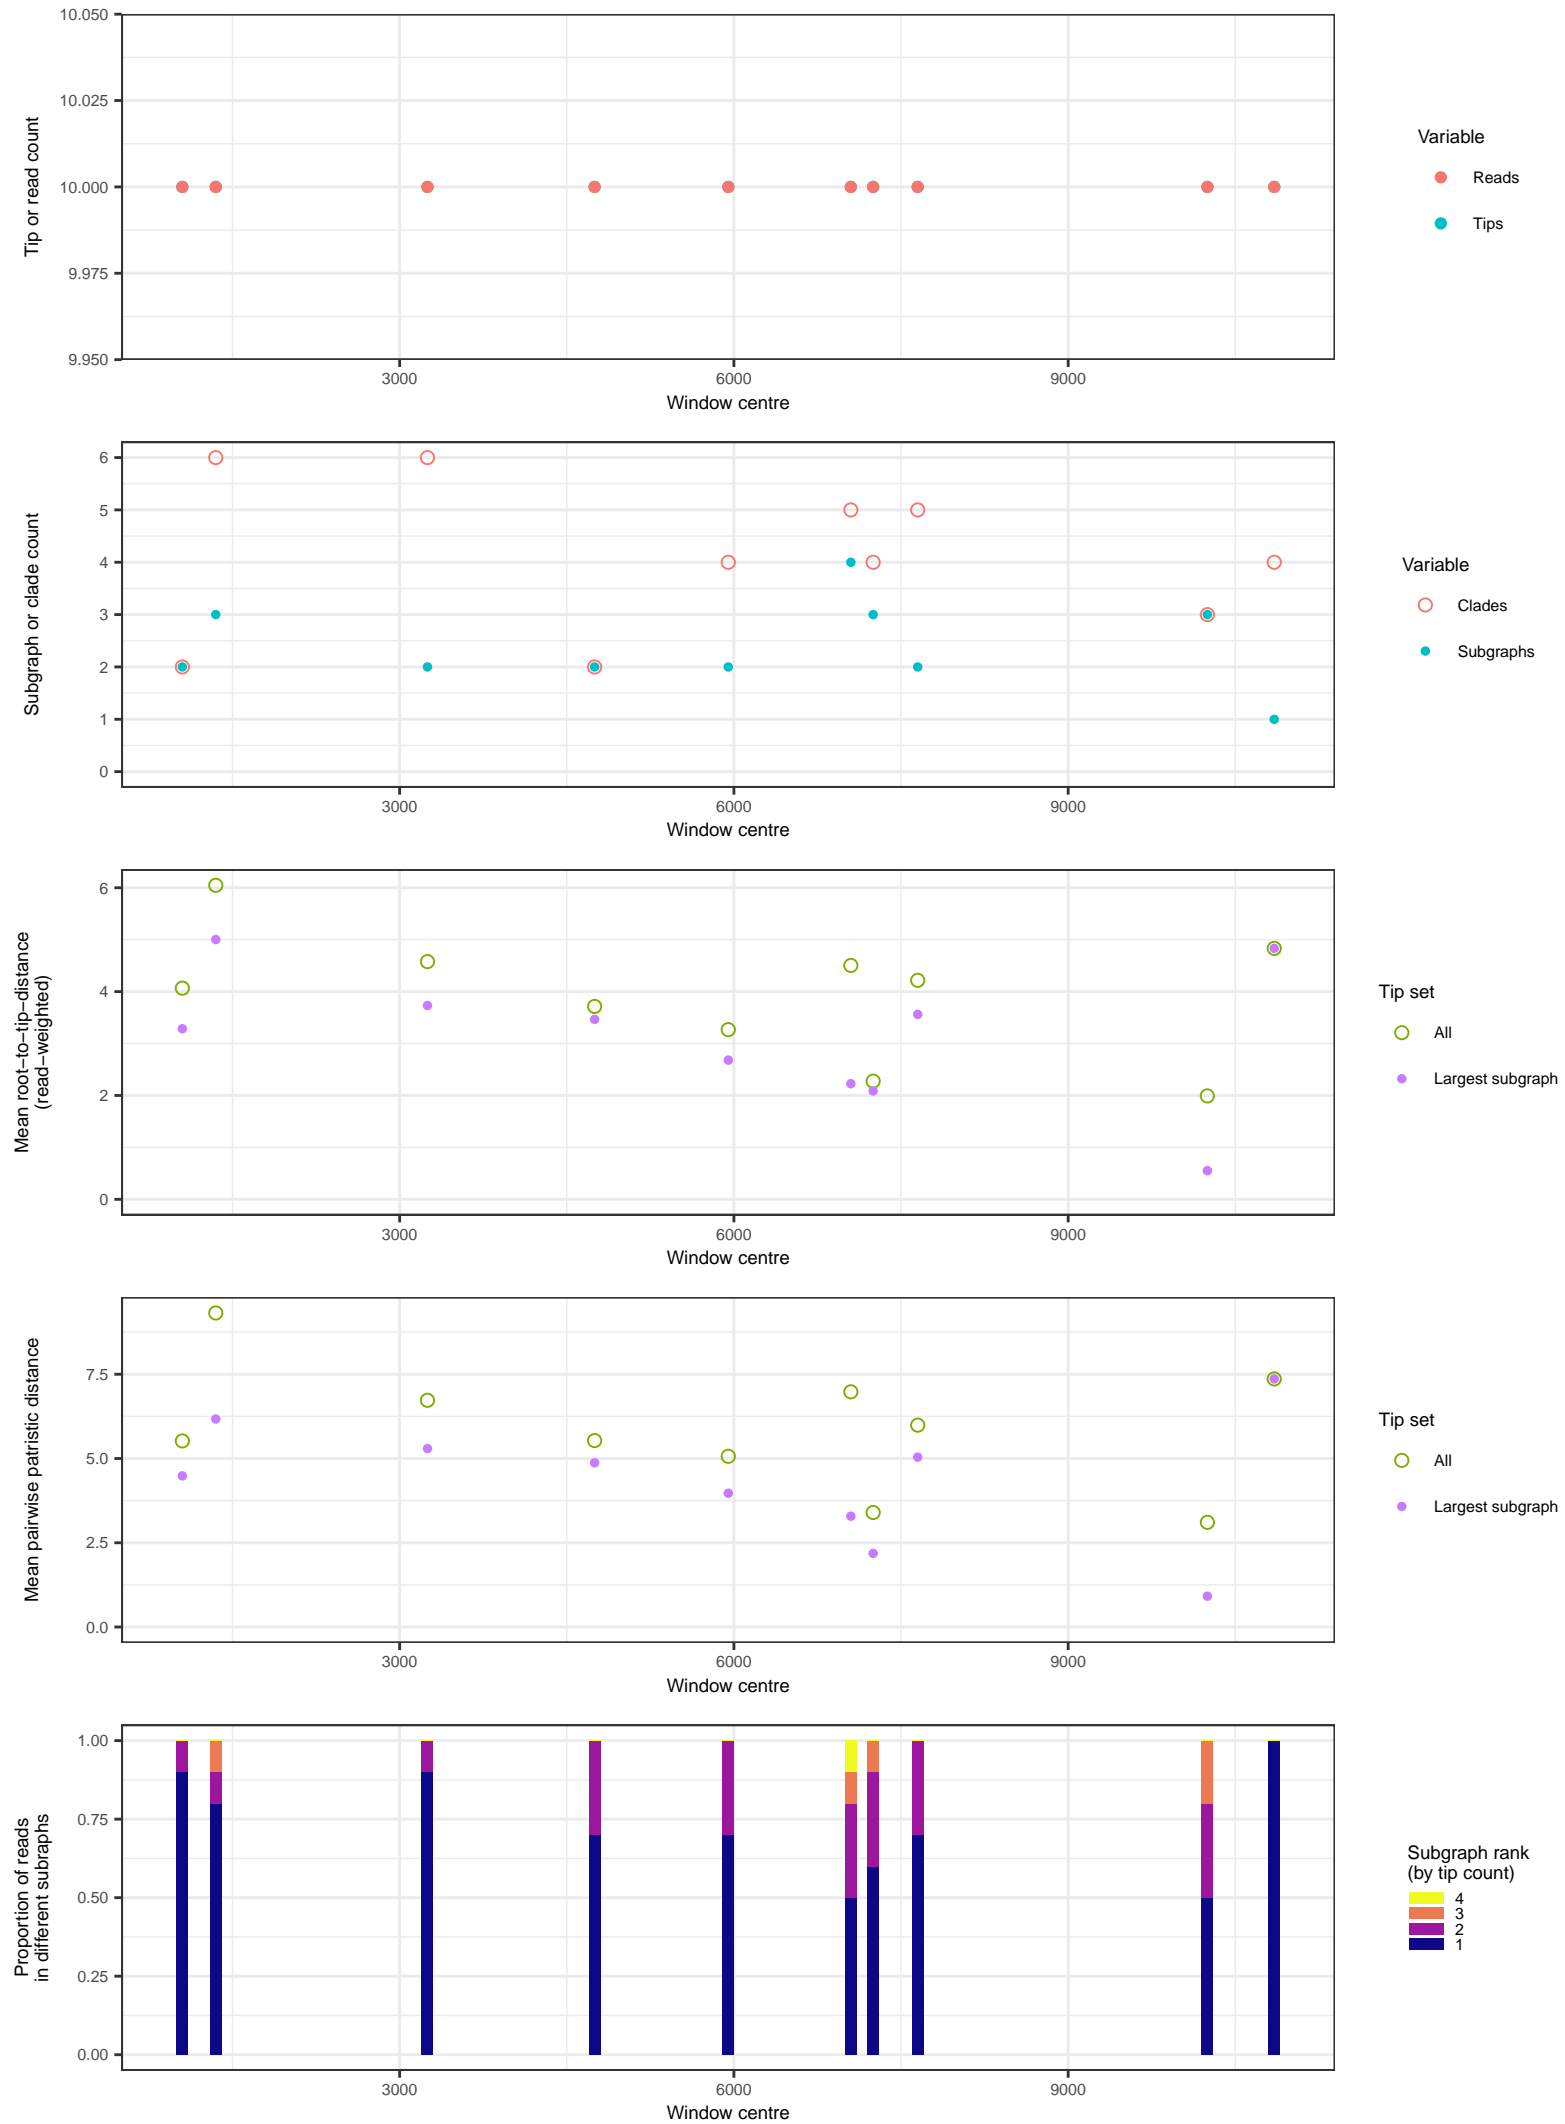 10.050
10.025
10.000
9.975
9.950
Tip or read count
3000 6000 9000
Window centre
Variable
Reads
Tips
6
5
4
3
2
1
0
Subgraph or clade count
3000 6000 9000
Window centre
Variable
Clades
Subgraphs
6
4
2
0
Mean root−to−tip−distance
(read−weighted)
3000 6000 9000
Window centre
Tip set
All
Largest subgraph
7.5
5.0
2.5
0.0
Mean pairwise patristic distance
3000 6000 9000
Window centre
Tip set
All
Largest subgraph
1.00
0.75
0.50
0.25
0.00
Proportion of reads
in different subraphs
3000 6000 9000
Window centre
Subgraph rank
(by tip count)
4
3
2
1